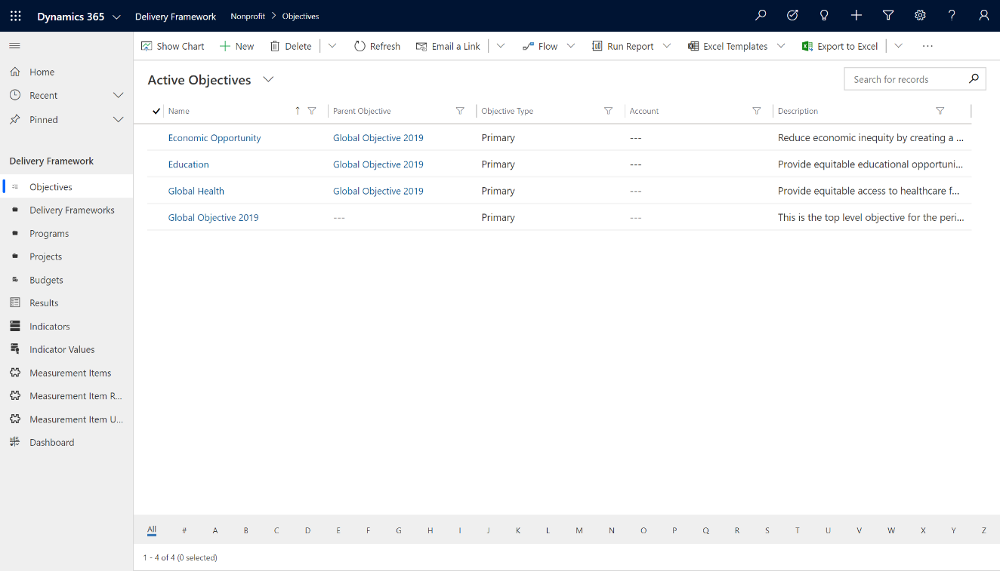 Dynamics 365 Delivery Framework Nonprofit > Objectives
Show Chart New Delete Refresh Email a Link Flow Run Report Excel Templates Export to Excel ...
Home
Recent
Pinned
Delivery Framework
Objectives
Delivery Frameworks
Programs
Projects
Budgets
Results
Indicators
Indicator Values
Measurement Items
Measurement Item R...
Measurement Item U...
Dashboard
Active Objectives
Search for records
Name Parent Objective Objective Type Account Description
Economic Opportunity Global Objective 2019 Primary --- Reduce economic inequity by creating a ...
Education Global Objective 2019 Primary --- Provide equitable educational opportuni...
Global Health Global Objective 2019 Primary --- Provide equitable access to healthcare f...
Global Objective 2019 --- Primary --- This is the top level objective for the peri...
All # A B C D E F G H I J K L M N O P Q R S T U V W X Y Z
1 - 4 of 4 (0 selected)